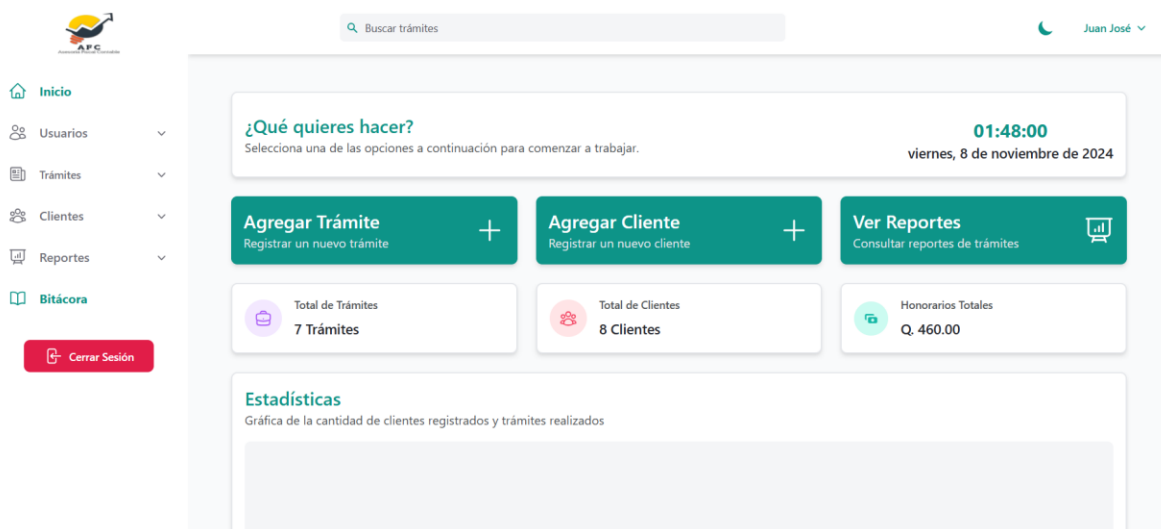 AFC
Asesoría Fiscal Contable
Buscar trámites
Juan José
Inicio
Usuarios
Trámites
Clientes
Reportes
Bitácora
Cerrar Sesión
¿Qué quieres hacer?
Selecciona una de las opciones a continuación para comenzar a trabajar.
01:48:00
viernes, 8 de noviembre de 2024
Agregar Trámite
Registrar un nuevo trámite
Agregar Cliente
Registrar un nuevo cliente
Ver Reportes
Consultar reportes de trámites
Total de Trámites
7 Trámites
Total de Clientes
8 Clientes
Honorarios Totales
Q. 460.00
Estadísticas
Gráfica de la cantidad de clientes registrados y trámites realizados